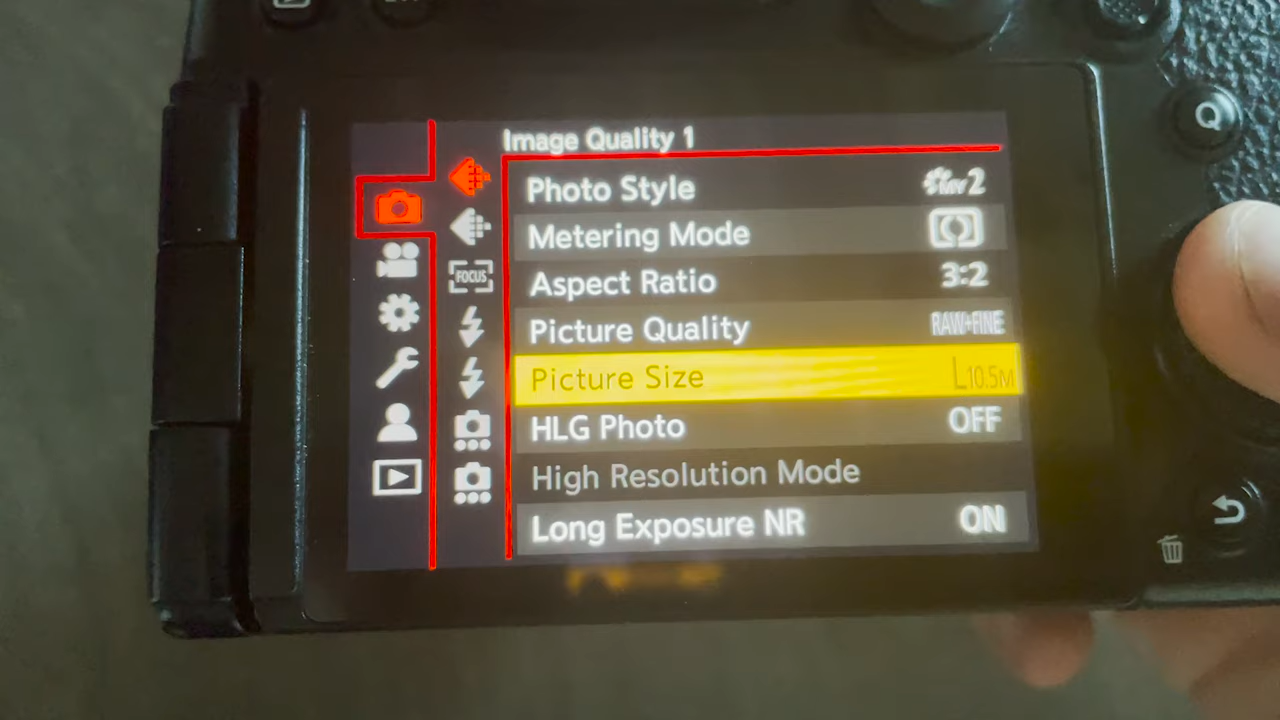 Image Quality 1
Photo Style
Metering Mode
Aspect Ratio 3:2
Picture Quality RAW+FINE
Picture Size L10.5M
HLG Photo OFF
High Resolution Mode
Long Exposure NR ON
FOCUS
Q